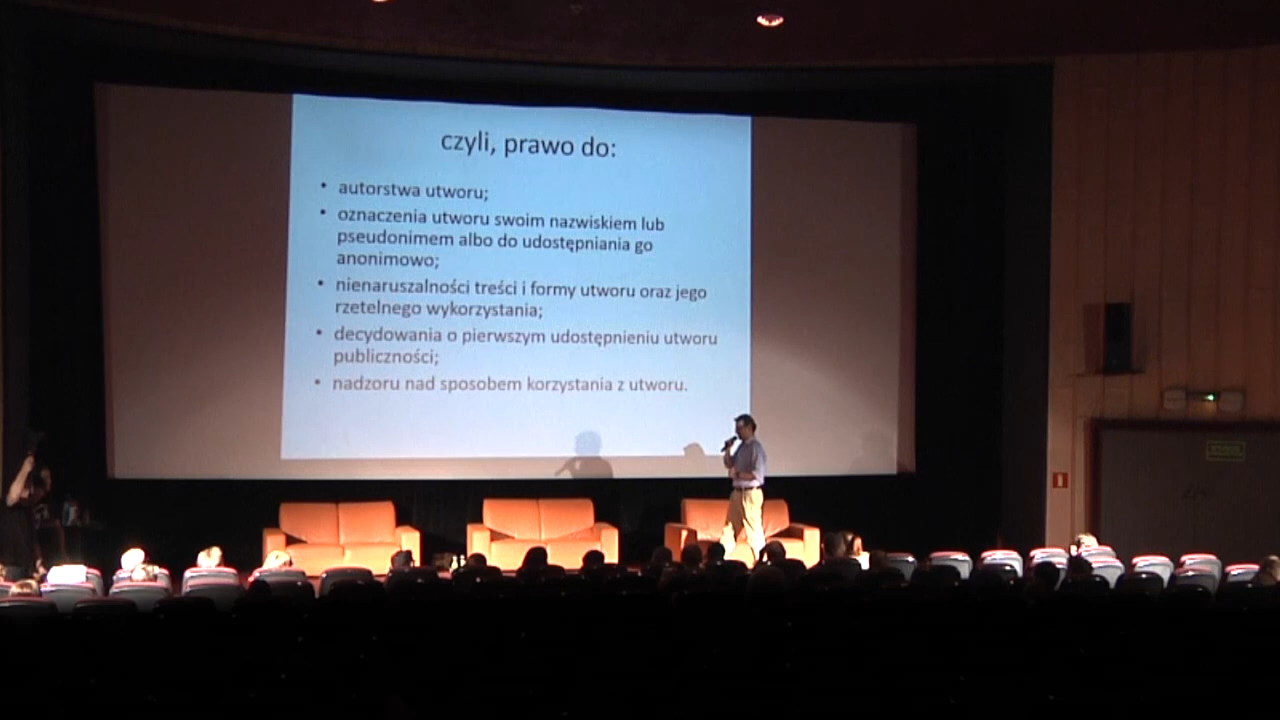 czyli, prawo do:
• autorstwa utworu;
• oznaczenia utworu swoim nazwiskiem lub
pseudonimem albo do udostępniania go
anonimowo;
• nienaruszalności treści i formy utworu oraz jego
rzetelnego wykorzystania;
• decydowania o pierwszym udostępnieniu utworu
publiczności;
• nadzoru nad sposobem korzystania z utworu.